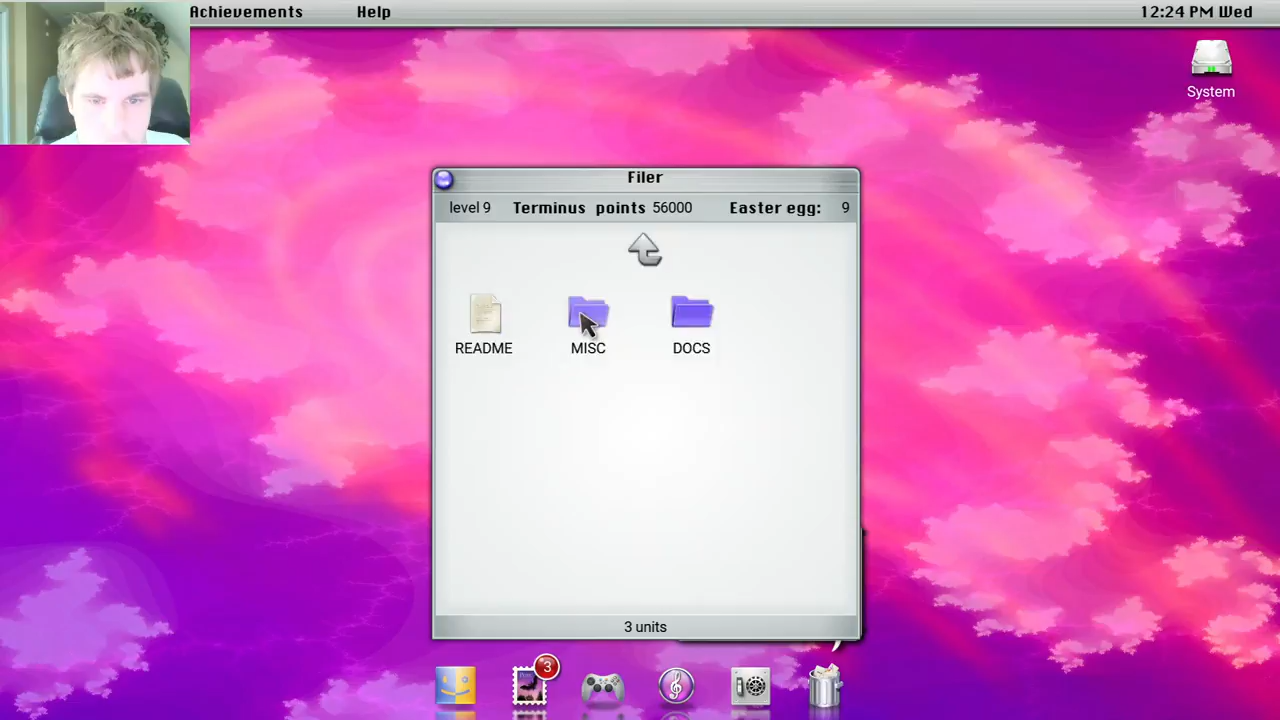 Achievements Help 12:24 PM Wed
System
Filer
level 9 Terminus points 56000 Easter egg: 9
README MISC DOCS
3 units
3